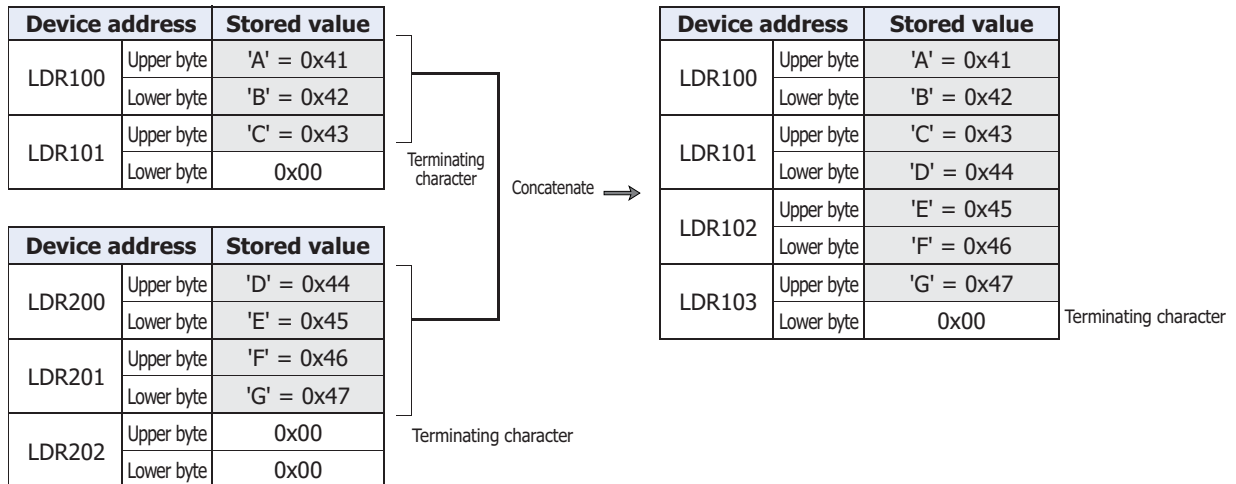 Device address Stored value
LDR100 Upper byte 'A' = 0x41
Lower byte 'B' = 0x42
LDR101 Upper byte 'C' = 0x43
Lower byte 0x00
Terminating
character
Device address Stored value
LDR200 Upper byte 'D' = 0x44
Lower byte 'E' = 0x45
LDR201 Upper byte 'F' = 0x46
Lower byte 'G' = 0x47
LDR202 Upper byte 0x00
Lower byte 0x00
Terminating character
Concatenate
Device address Stored value
LDR100 Upper byte 'A' = 0x41
Lower byte 'B' = 0x42
LDR101 Upper byte 'C' = 0x43
Lower byte 'D' = 0x44
LDR102 Upper byte 'E' = 0x45
Lower byte 'F' = 0x46
LDR103 Upper byte 'G' = 0x47
Lower byte 0x00
Terminating character